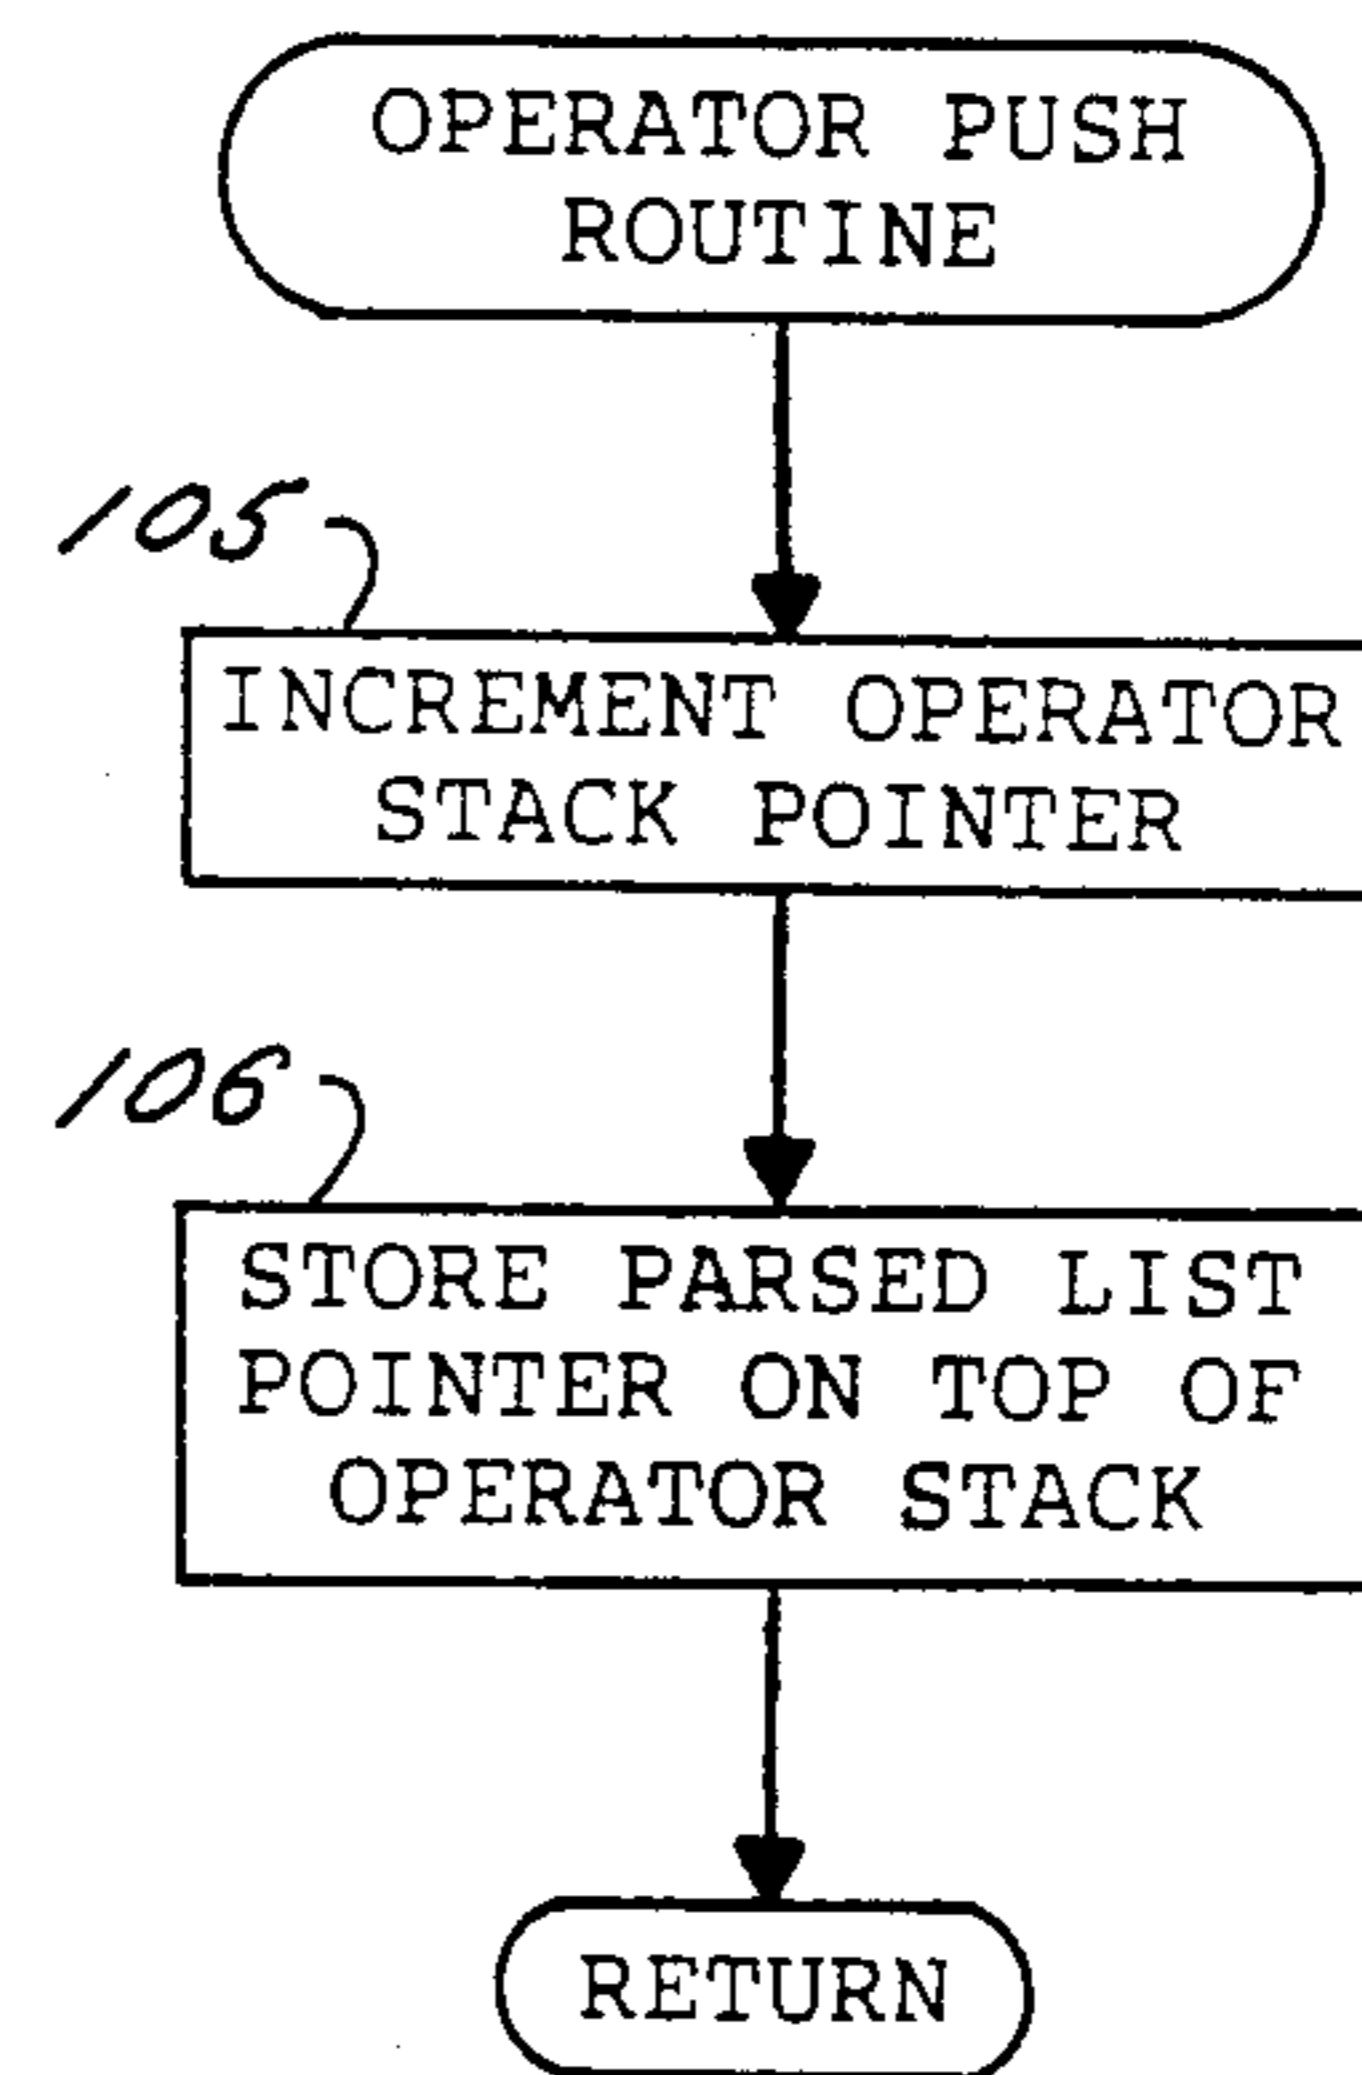 OPERATOR PUSH
ROUTINE
105
INCREMENT OPERATOR
STACK POINTER
106
STORE PARSED LIST
POINTER ON TOP OF
OPERATOR STACK
RETURN